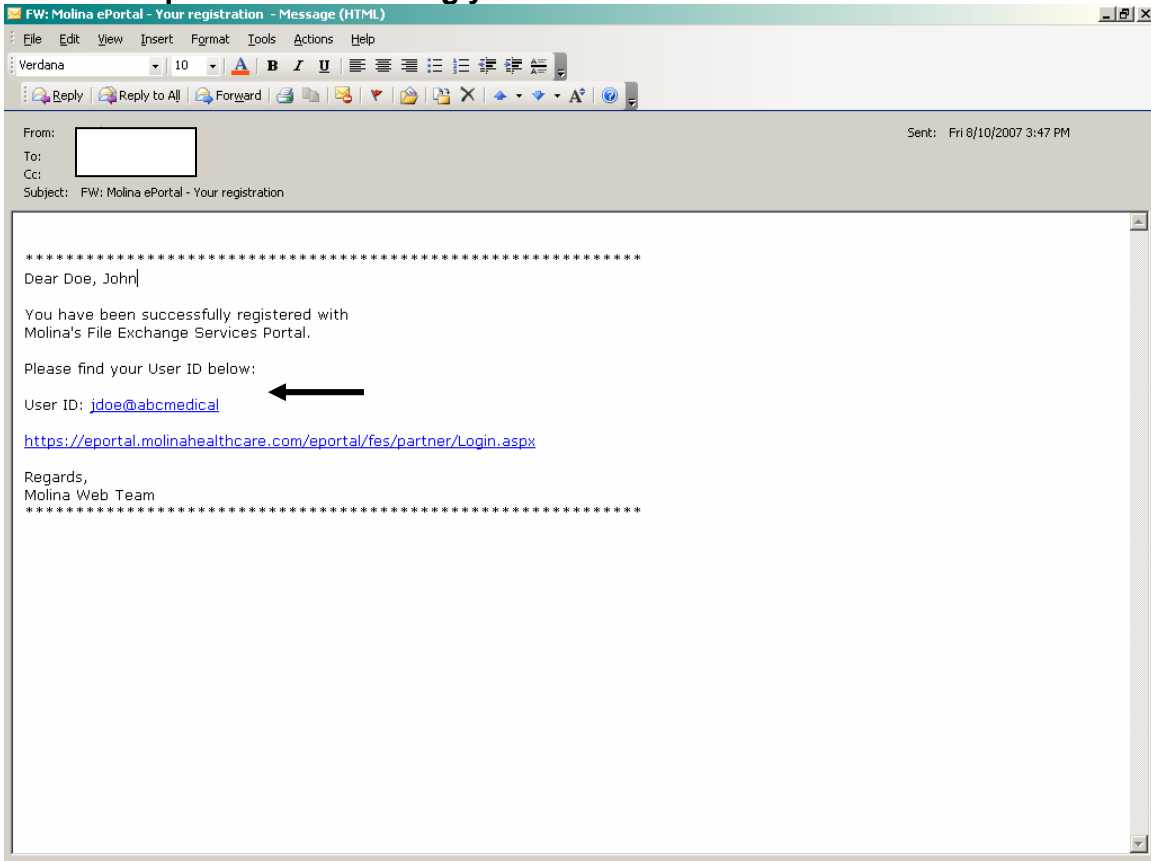 FW: Molina ePortal - Your registration - Message (HTML)
File Edit View Insert Format Tools Actions Help
Verdana 10 A B I U
Reply Reply to All Forward
From: Sent: Fri 8/10/2007 3:47 PM
To:
Cc:
Subject: FW: Molina ePortal - Your registration
*************************************************************
Dear Doe, John
You have been successfully registered with
Molina's File Exchange Services Portal.
Please find your User ID below:
User ID: jdoe@abcmedical
https://eportal.molinahealthcare.com/eportal/fes/partner/Login.aspx
Regards,
Molina Web Team
*************************************************************